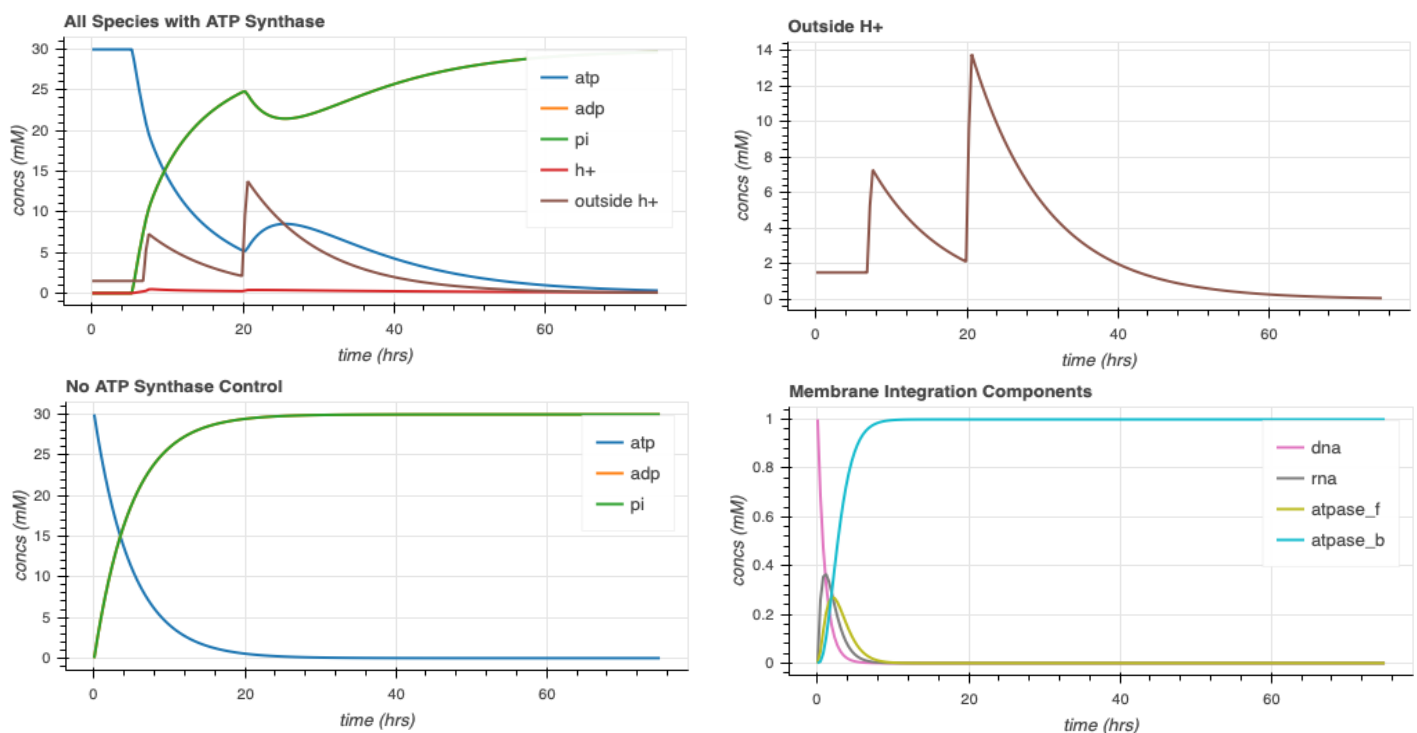 All Species with ATP Synthase
concs (mM)
30
25
20
15
10
5
0
atp
adp
pi
h+
outside h+
0
20
40
60
time (hrs)
Outside H+
concs (mM)
14
12
10
8
6
4
2
0
0
20
40
60
time (hrs)
No ATP Synthase Control
concs (mM)
30
25
20
15
10
5
0
atp
adp
pi
0
20
40
60
time (hrs)
Membrane Integration Components
concs (mM)
1
0.8
0.6
0.4
0.2
0
dna
rna
atpase_f
atpase_b
0
20
40
60
time (hrs)